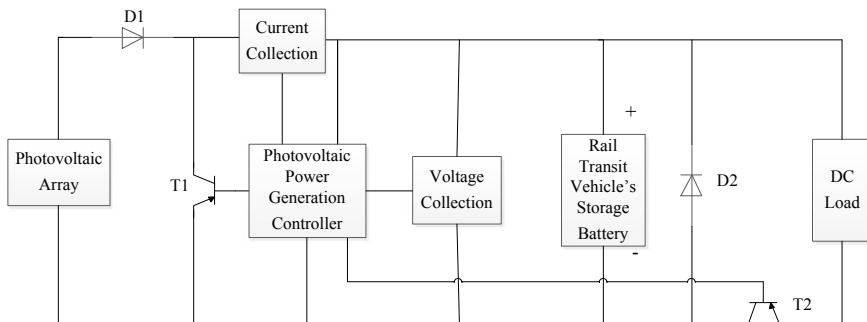 D1
Current
Collection
Photovoltaic
Array
T1
Photovoltaic
Power
Generation
Controller
Voltage
Collection
+
Rail
Transit
Vehicle's
Storage
Battery
-
D2
DC
Load
T2